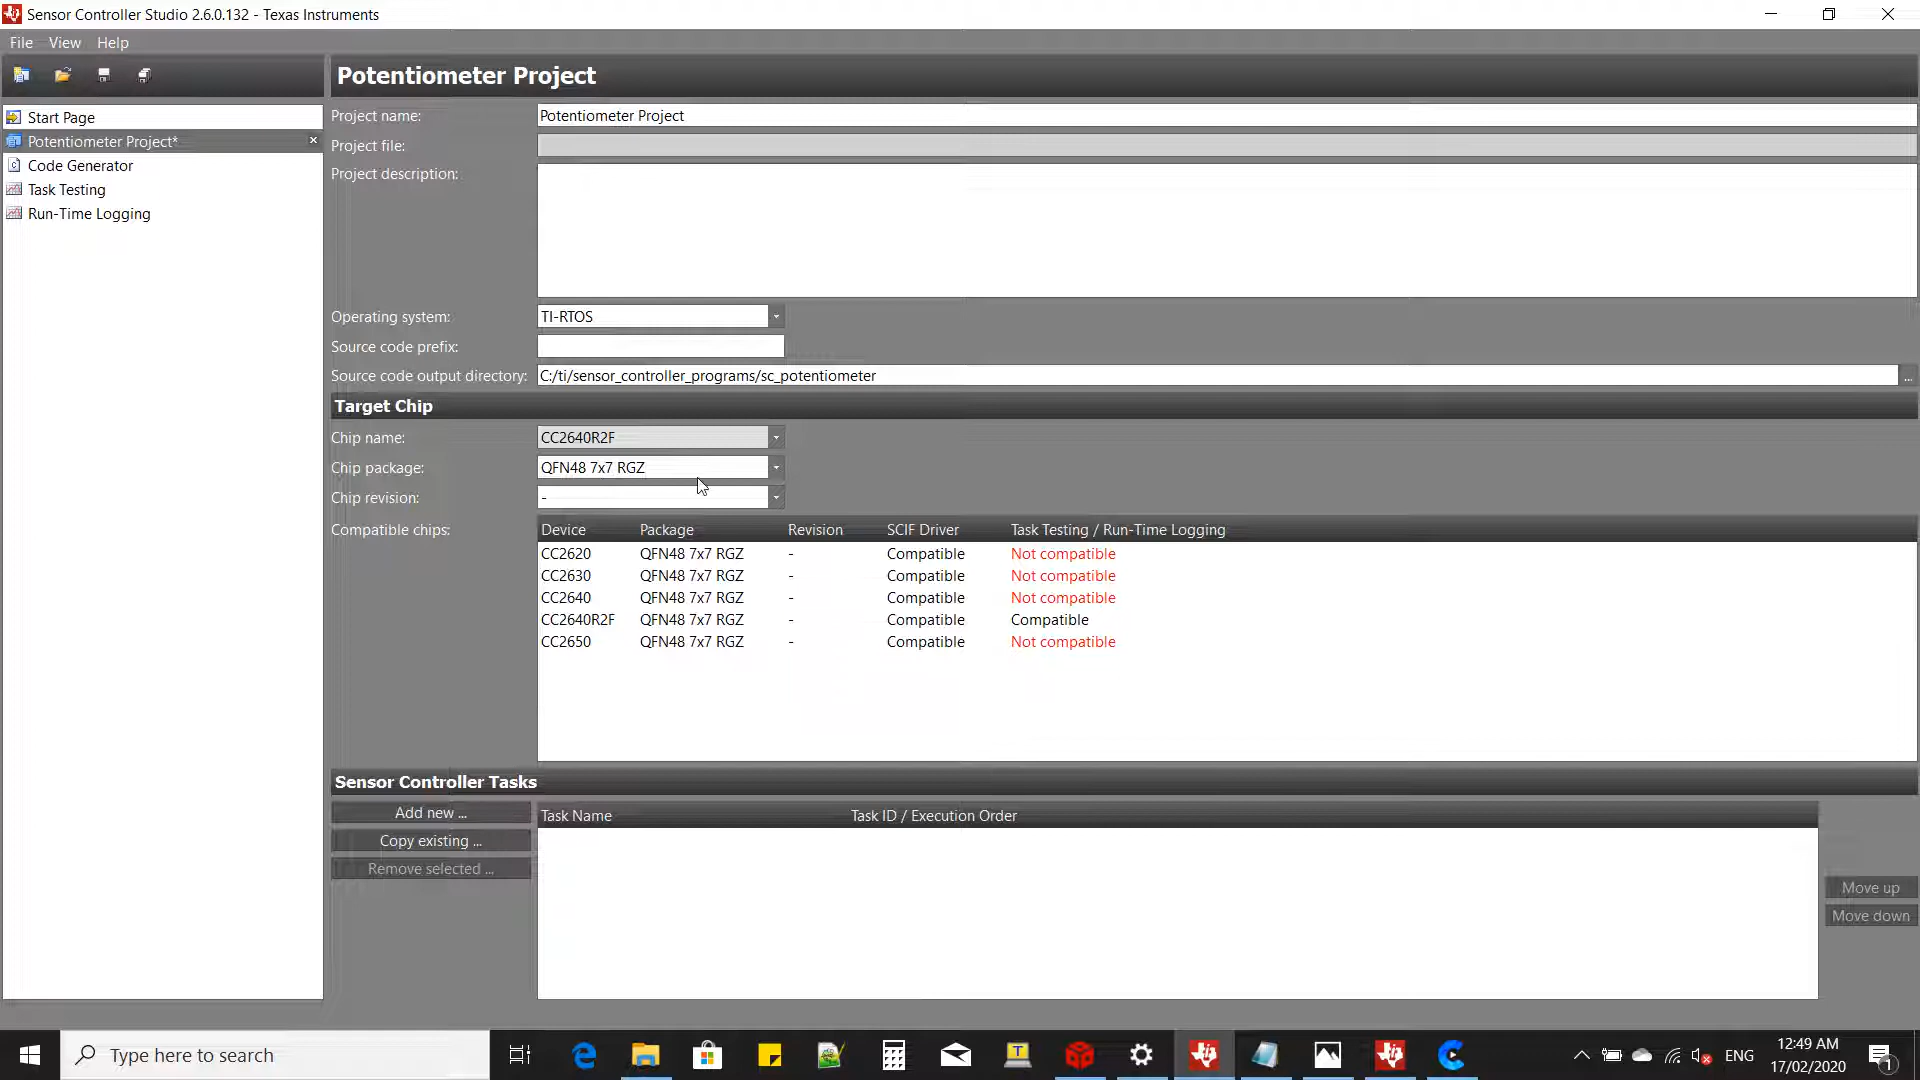 Sensor Controller Studio 2.6.0.132 - Texas Instruments
File View Help
Potentiometer Project
Start Page
Potentiometer Project*
Code Generator
Task Testing
Run-Time Logging
Project name: Potentiometer Project
Project file:
Project description:
Operating system: TI-RTOS
Source code prefix:
Source code output directory: C:/ti/sensor_controller_programs/sc_potentiometer ...
Target Chip
Chip name: CC2640R2F
Chip package: QFN48 7x7 RGZ
Chip revision: -
Compatible chips: Device Package Revision SCIF Driver Task Testing / Run-Time Logging
CC2620 QFN48 7x7 RGZ - Compatible Not compatible
CC2630 QFN48 7x7 RGZ - Compatible Not compatible
CC2640 QFN48 7x7 RGZ - Compatible Not compatible
CC2640R2F QFN48 7x7 RGZ - Compatible Compatible
CC2650 QFN48 7x7 RGZ - Compatible Not compatible
Sensor Controller Tasks
Add new ... Task Name Task ID / Execution Order
Copy existing ...
Remove selected ...
Move up
Move down
Type here to search
ENG
12:49 AM
17/02/2020
1